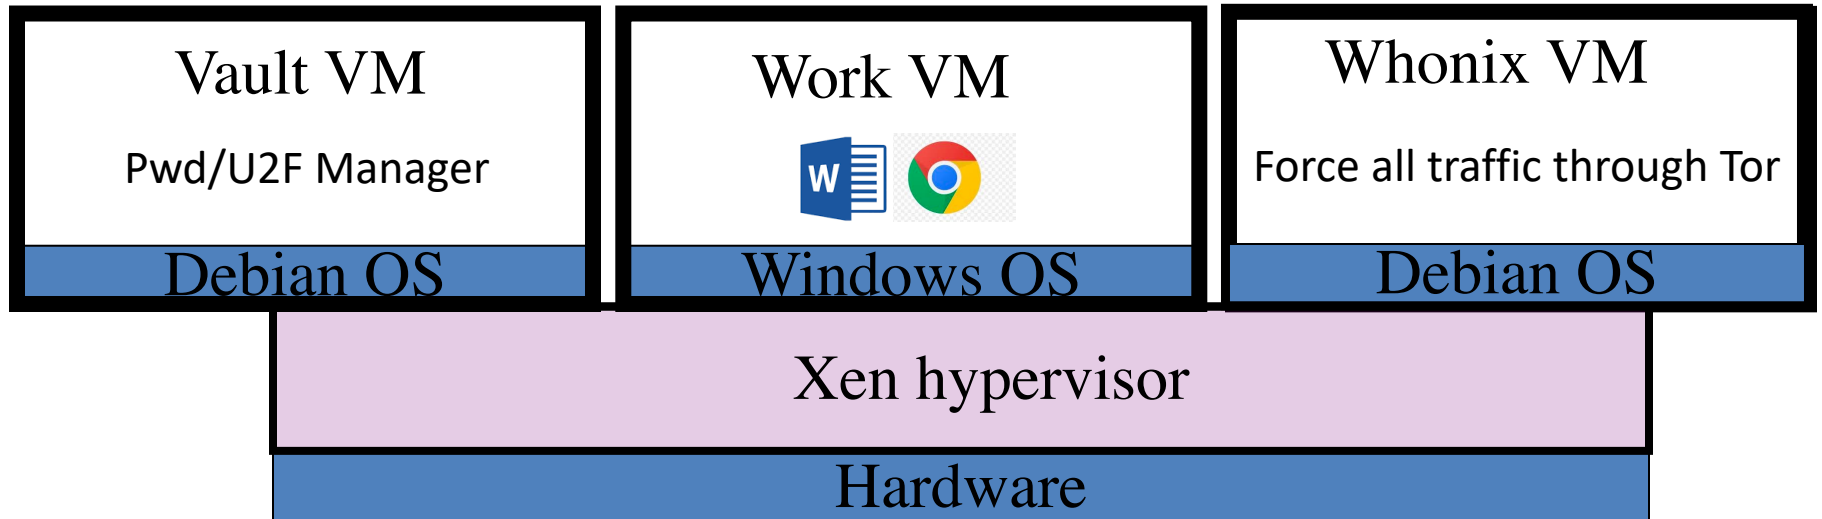 Vault VM
Pwd/U2F Manager
Debian OS
Work VM
W
Windows OS
Whonix VM
Force all traffic through Tor
Debian OS
Xen hypervisor
Hardware